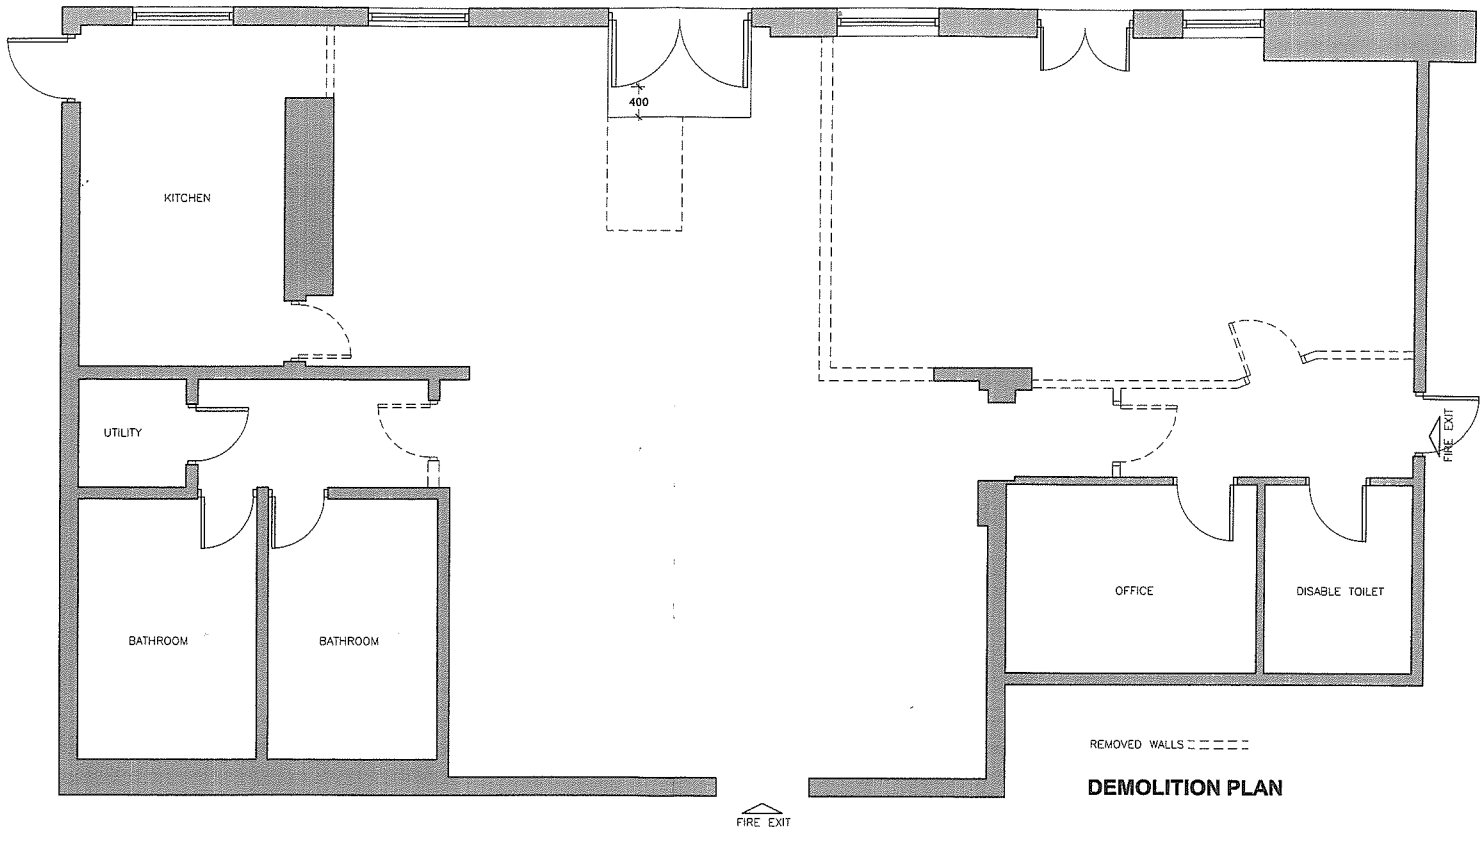 400
KITCHEN
UTILITY
FIRE EXIT
OFFICE
DISABLE TOILET
BATHROOM
BATHROOM
REMOVED WALLS
DEMOLITION PLAN
FIRE EXIT